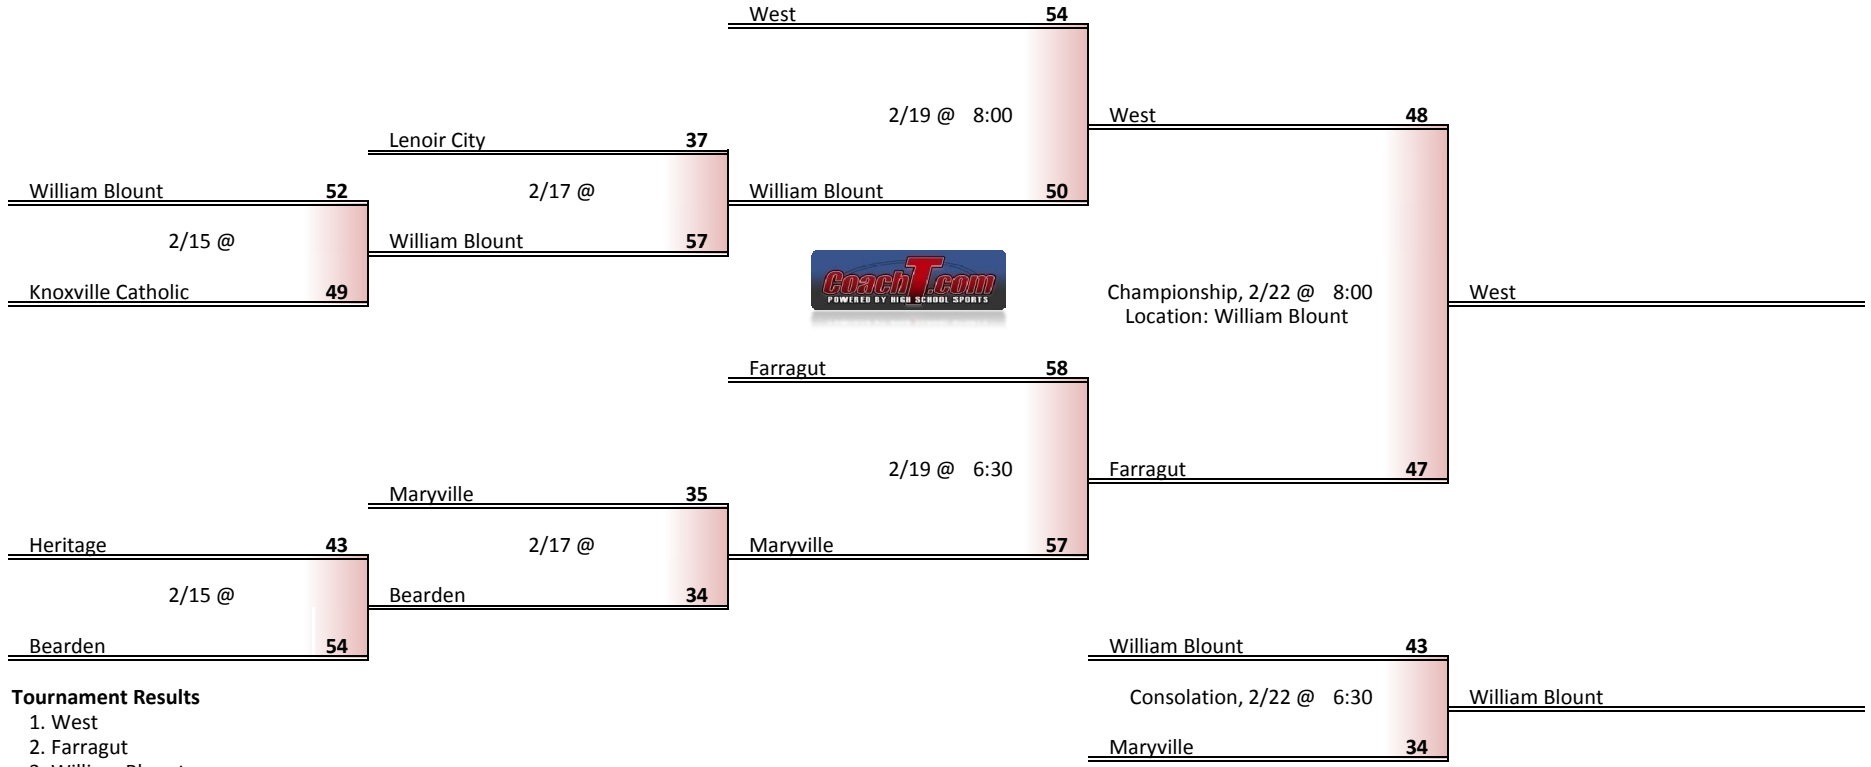 West 54
2/19 @ 8:00
West 48
Lenoir City 37
William Blount 52
2/17 @
William Blount 50
2/15 @
William Blount 57
CoachT.com
POWERED BY HIGH SCHOOL SPORTS
Knoxville Catholic 49
Championship, 2/22 @ 8:00
Location: William Blount
West
Farragut 58
2/19 @ 6:30
Farragut 47
Maryville 35
Heritage 43
2/17 @
Maryville 57
2/15 @
Bearden 34
Bearden 54
William Blount 43
Consolation, 2/22 @ 6:30
William Blount
Maryville 34
Tournament Results
1. West
2. Farragut
3. William Blount